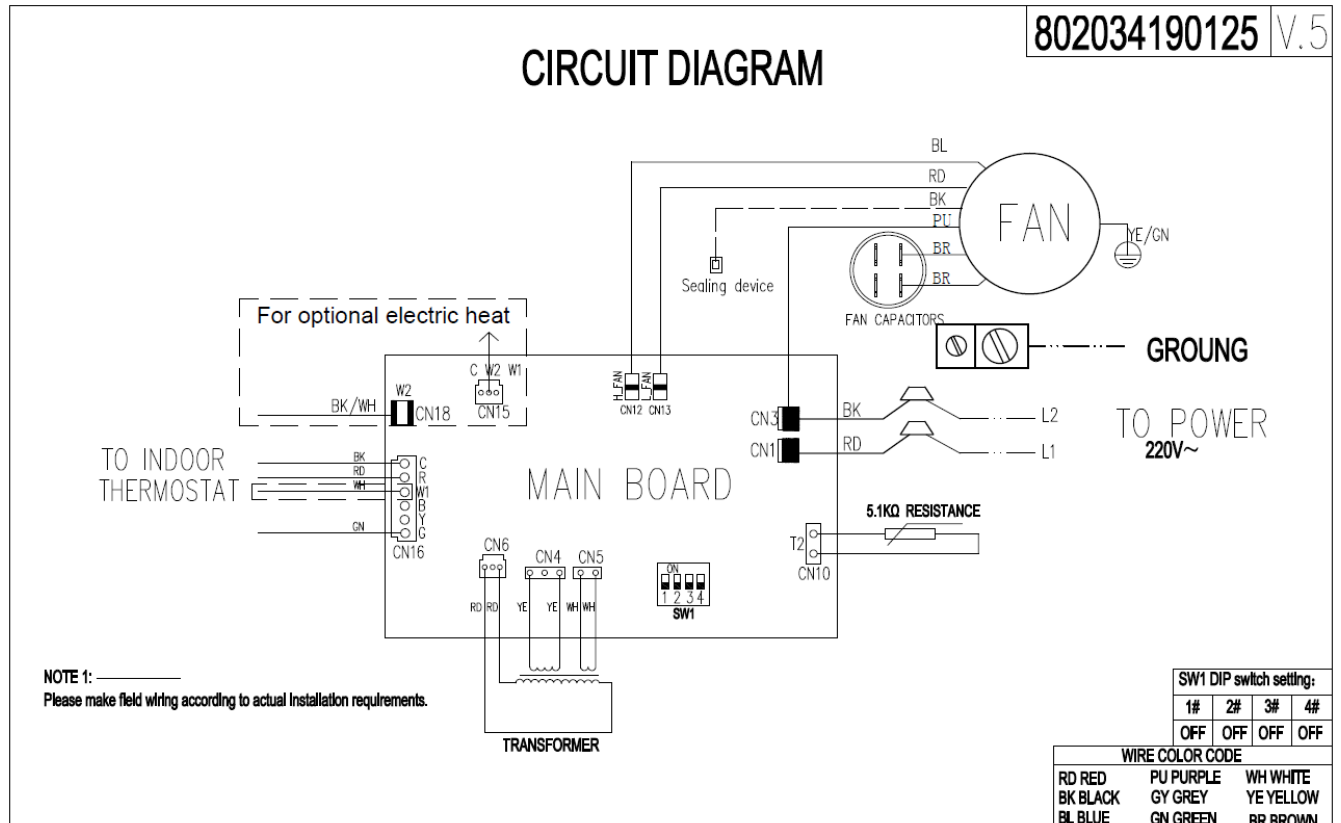 802034190125 V.5
CIRCUIT DIAGRAM
BL
RD
BK
PU
BR
BR
FAN
YE/GN
Sealing device
FAN CAPACITORS
GROUNG
For optional electric heat
C W2 W1
CN15
W2
BK/WH
CN18
H_FAN
L_FAN
CN12 CN13
CN3
BK
L2
CN1
RD
L1
TO POWER
220V~
TO INDOOR
THERMOSTAT
BK
RD
WH
GN
C
R
W1
B
Y
G
CN16
MAIN BOARD
5.1KΩ RESISTANCE
T2
CN10
CN6
CN4
CN5
RD RD YE YE WH WH
ON
1 2 3 4
SW1
TRANSFORMER
NOTE 1:
Please make field wiring according to actual installation requirements.
SW1 DIP switch setting:
1# 2# 3# 4#
OFF OFF OFF OFF
WIRE COLOR CODE
RD RED PU PURPLE WH WHITE
BK BLACK GY GREY YE YELLOW
BL BLUE GN GREEN BR BROWN